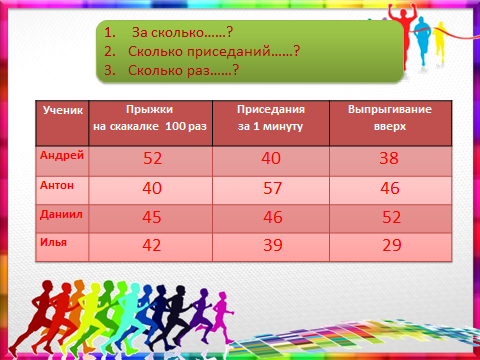 1. За сколько……?
2. Сколько приседаний……?
3. Сколько раз……?
Ученик Прыжки на скакалке 100 раз Приседания за 1 минуту Выпрыгивание вверх
Андрей 52 40 38
Антон 40 57 46
Даниил 45 46 52
Илья 42 39 29